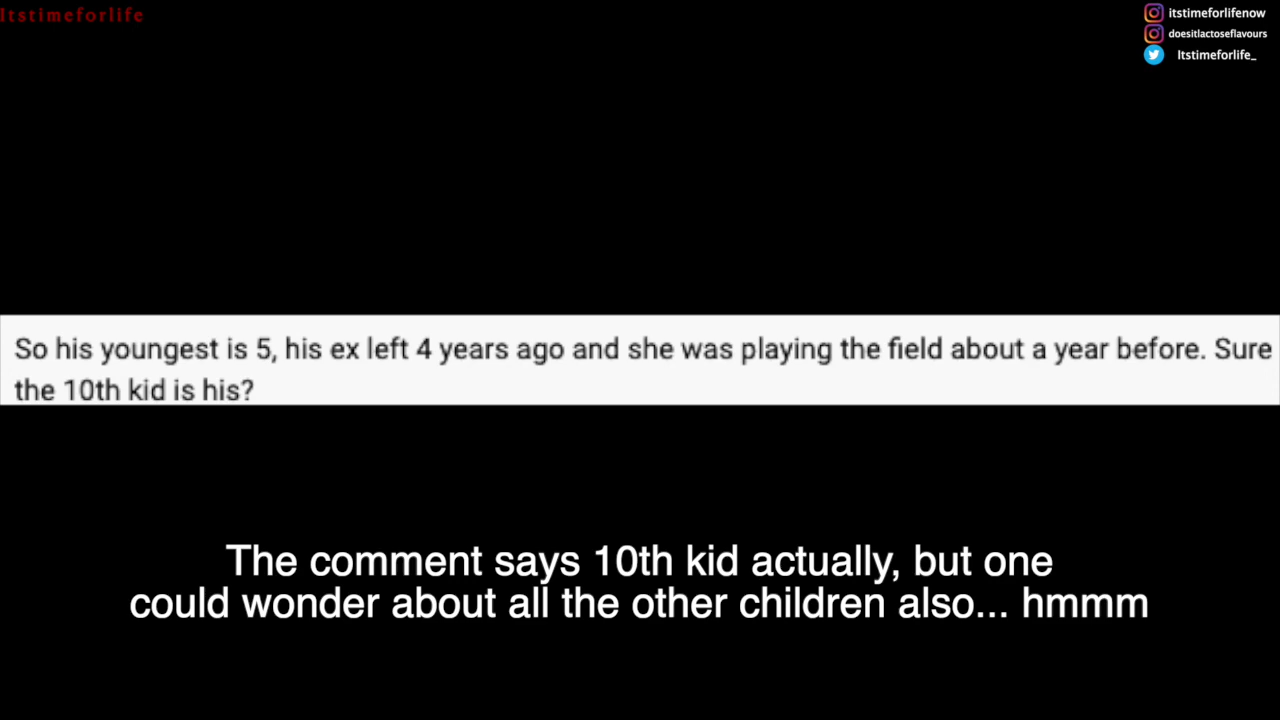 Itstimeforlife
itstimeforlifenow
doesitlactoseflavours
Itstimeforlife_
So his youngest is 5, his ex left 4 years ago and she was playing the field about a year before. Sure
the 10th kid is his?
The comment says 10th kid actually, but one
could wonder about all the other children also... hmmm